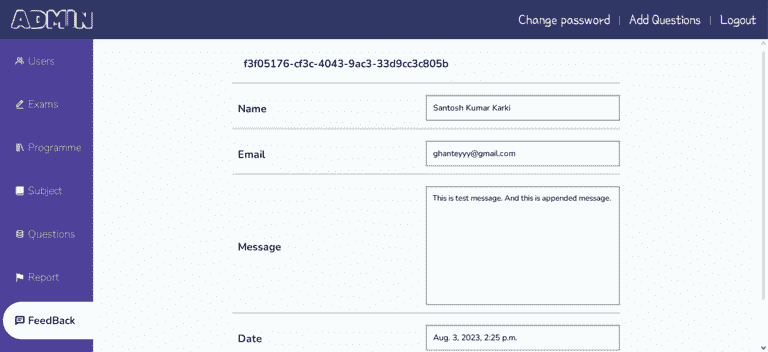 ADMIN
Change password | Add Questions | Logout
Users
Exams
Programme
Subject
Questions
Report
FeedBack
f3f05176-cf3c-4043-9ac3-33d9cc3c805b
Name
Santosh Kumar Karki
Email
ghanteyyy@gmail.com
Message
This is test message. And this is appended message.
Date
Aug. 3, 2023, 2:25 p.m.